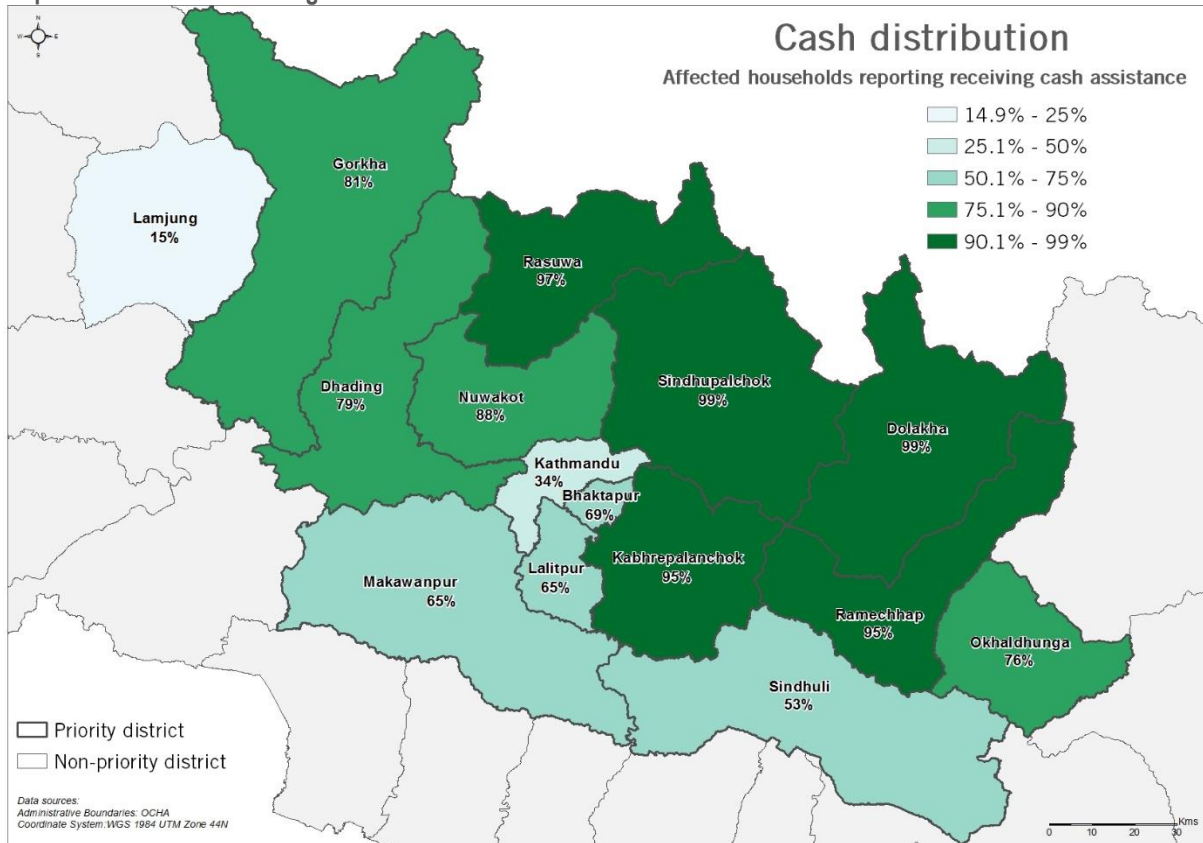 N
W E
S
Cash distribution
Affected households reporting receiving cash assistance
14.9% - 25%
25.1% - 50%
50.1% - 75%
75.1% - 90%
90.1% - 99%
Gorkha
81%
Lamjung
15%
Rasuwa
97%
Dhading
79%
Nuwakot
88%
Sindhupalchok
99%
Dolakha
99%
Kathmandu
34%
Bhaktapur
69%
Lalitpur
65%
Kabhrepalanchok
95%
Makawanpur
65%
Ramechhap
95%
Okhaldhunga
76%
Sindhuli
53%
Priority district
Non-priority district
Data sources:
Administrative Boundaries: OCHA
Coordinate System:WGS 1984 UTM Zone 44N
Kms
0 10 20 30